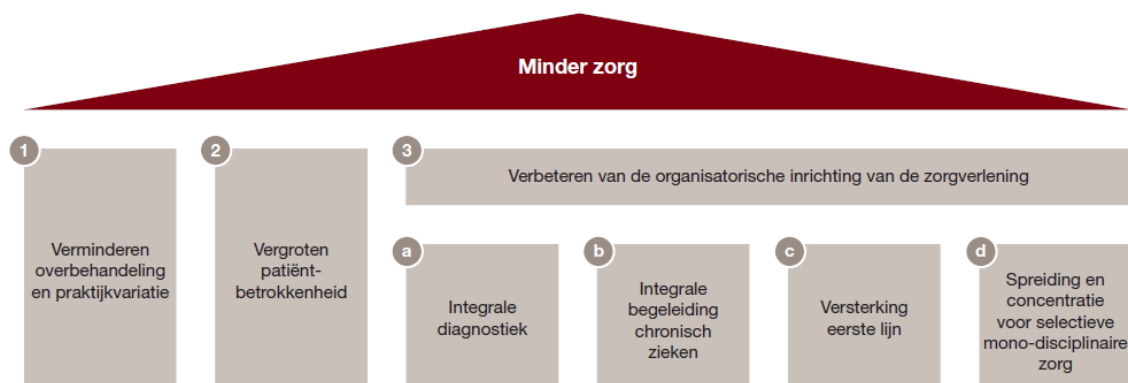 Minder zorg
1
Verminderen
overbehandeling
en praktijkvariatie
2
Vergroten
patiënt-
betrokkenheid
3
Verbeteren van de organisatorische inrichting van de zorgverlening
a
Integrale
diagnostiek
b
Integrale
begeleiding
chronisch
zieken
c
Versterking
eerste lijn
d
Spreiding en
concentratie
voor selectieve
mono-disciplinaire
zorg